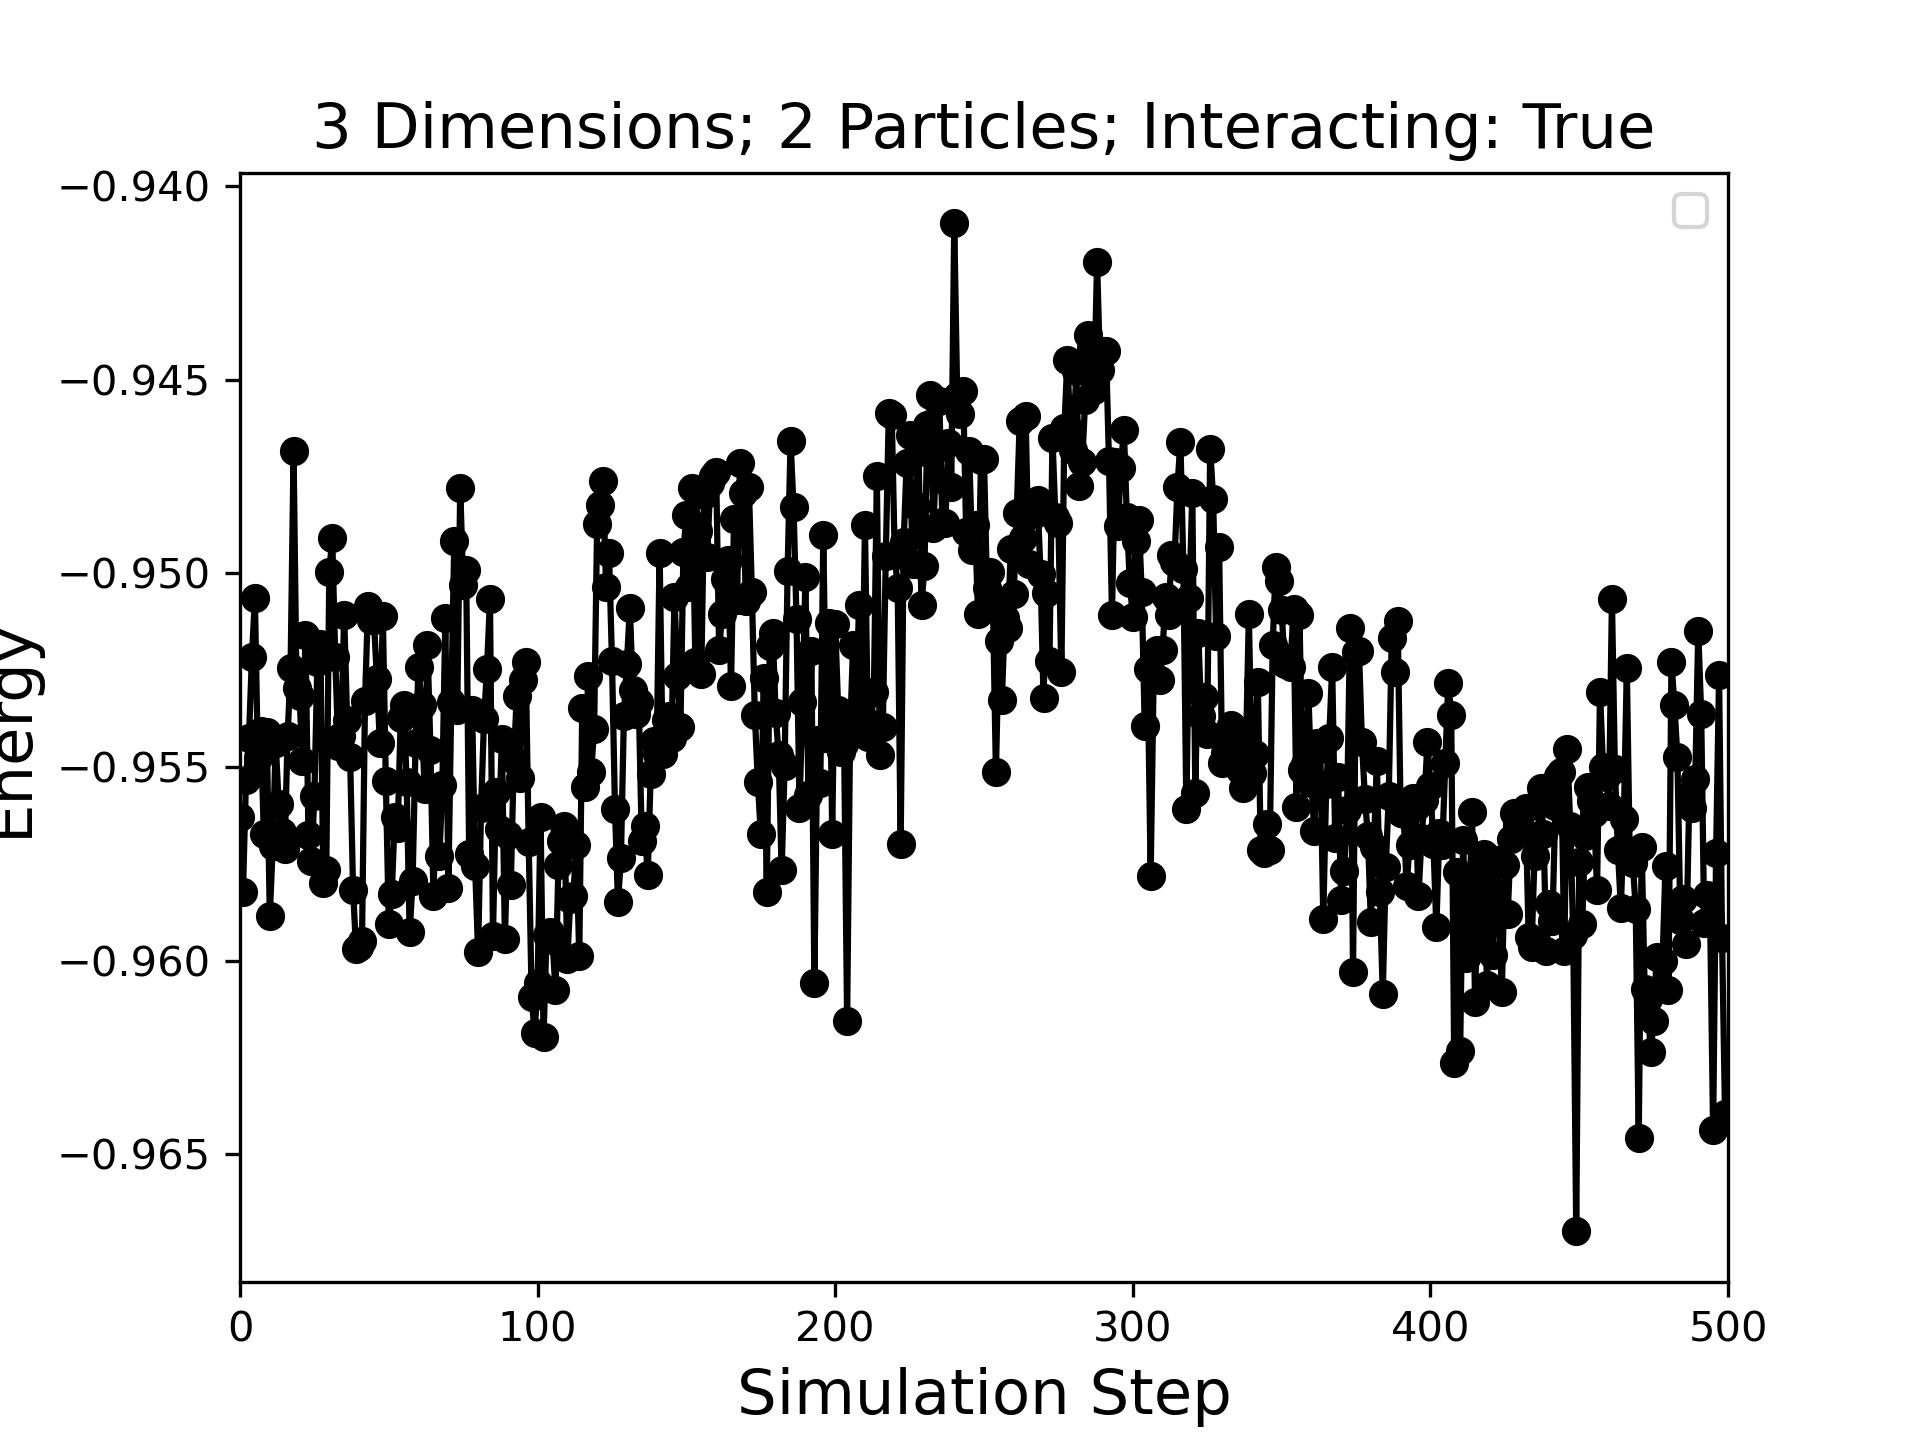 3 Dimensions; 2 Particles; Interacting: True
−0.940
−0.945
−0.950
−0.955
−0.960
−0.965
Energy
0 100 200 300 400 500
Simulation Step